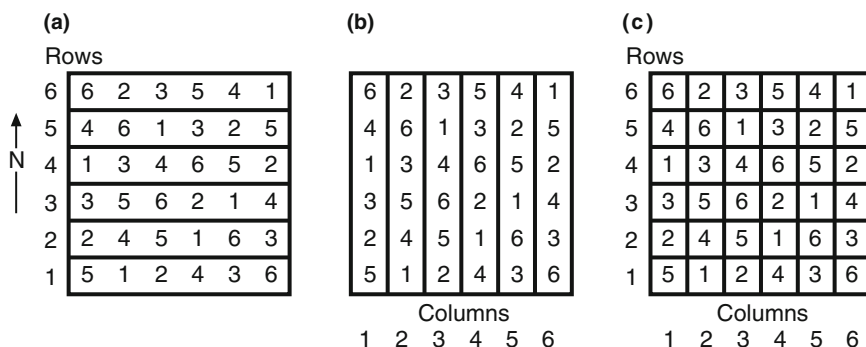 (a)
Rows
6 6 2 3 5 4 1
5 4 6 1 3 2 5
4 1 3 4 6 5 2
3 3 5 6 2 1 4
2 2 4 5 1 6 3
1 5 1 2 4 3 6
N
(b)
6 2 3 5 4 1
4 6 1 3 2 5
1 3 4 6 5 2
3 5 6 2 1 4
2 4 5 1 6 3
5 1 2 4 3 6
Columns
1 2 3 4 5 6
(c)
Rows
6 6 2 3 5 4 1
5 4 6 1 3 2 5
4 1 3 4 6 5 2
3 3 5 6 2 1 4
2 2 4 5 1 6 3
1 5 1 2 4 3 6
Columns
1 2 3 4 5 6